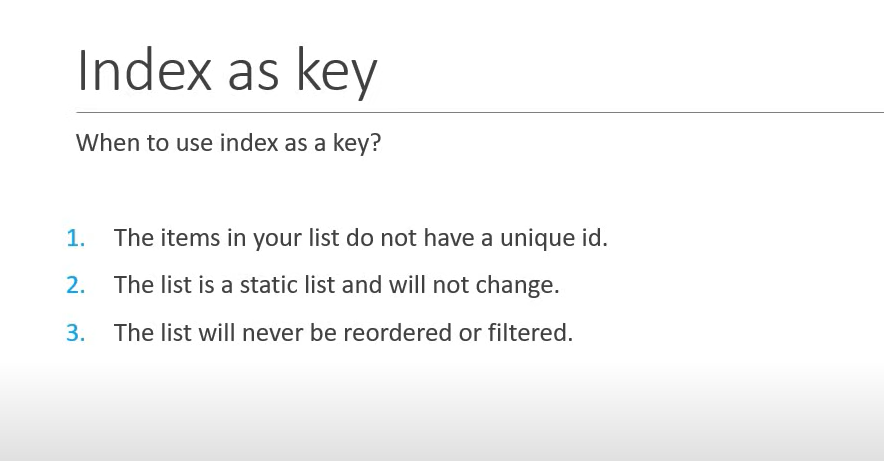 Index as key
When to use index as a key?
1. The items in your list do not have a unique id.
2. The list is a static list and will not change.
3. The list will never be reordered or filtered.